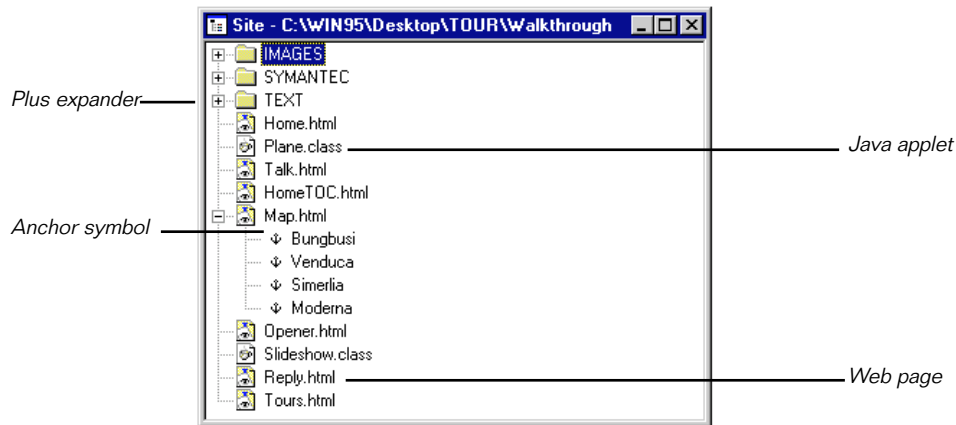 Site - C:\WIN95\Desktop\TOUR\Walkthrough
IMAGES
SYMANTEC
Plus expander
TEXT
Home.html
Plane.class
Java applet
Talk.html
HomeTOC.html
Map.html
Anchor symbol
Bungbusi
Venduca
Simerlia
Moderna
Opener.html
Slideshow.class
Reply.html
Web page
Tours.html